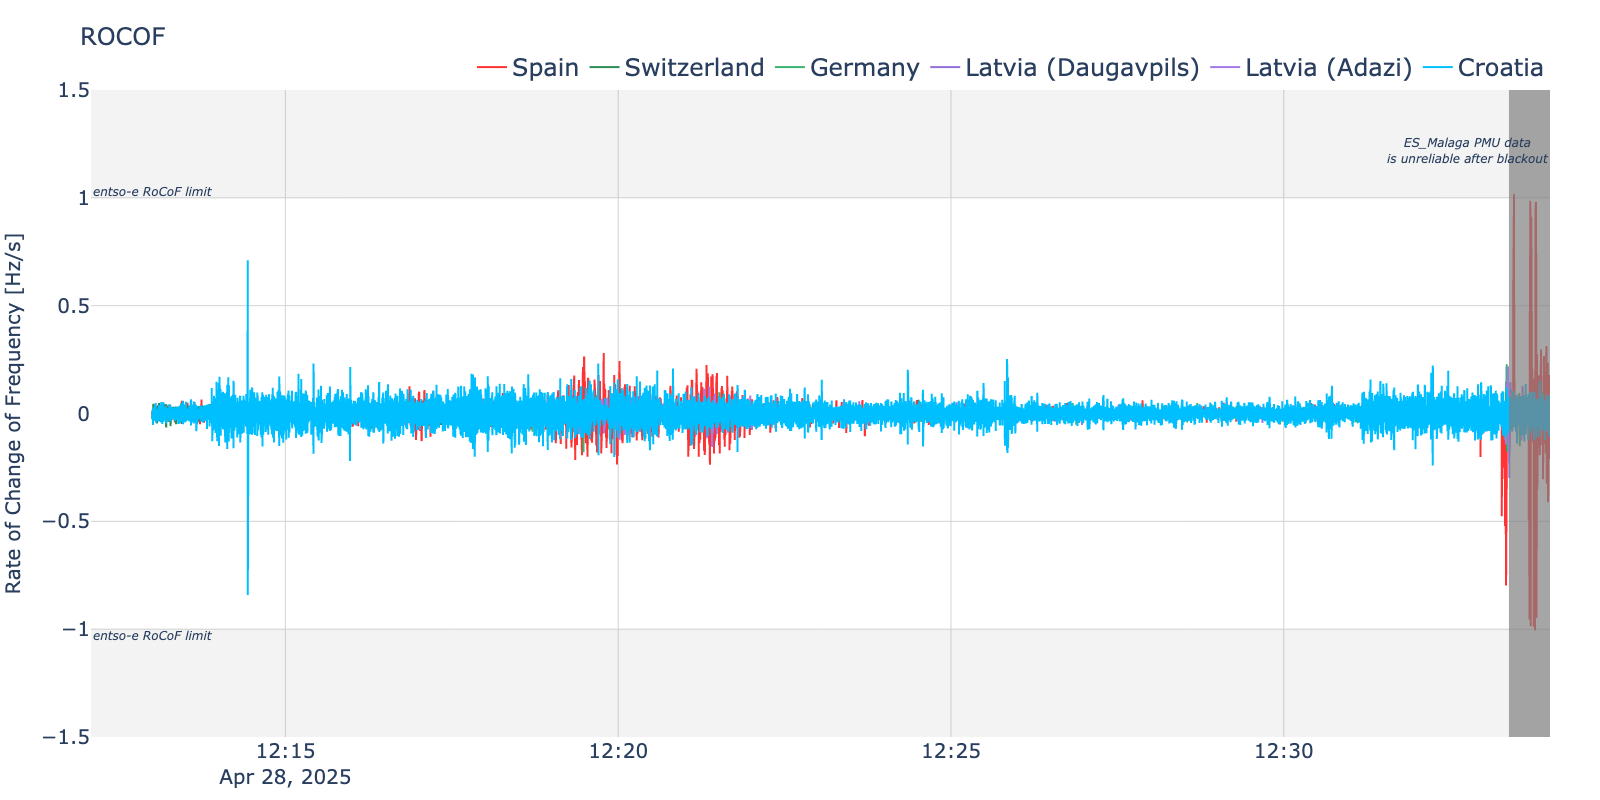 ROCOF
Spain Switzerland Germany Latvia (Daugavpils) Latvia (Adazi) Croatia
1.5
ES_Malaga PMU data
is unreliable after blackout
entso-e RoCoF limit
1
0.5
0
−0.5
−1
entso-e RoCoF limit
−1.5
Rate of Change of Frequency [Hz/s]
12:15 12:20 12:25 12:30
Apr 28, 2025